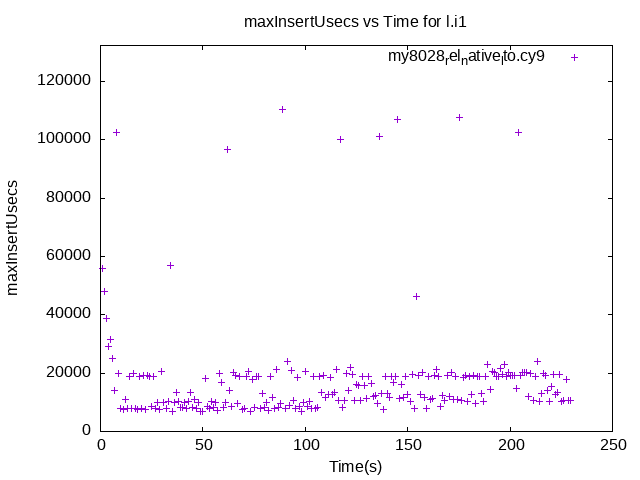 maxInsertUsecs vs Time for l.i1
my8028relnativelto.cy9
120000
100000
80000
60000
40000
20000
0
maxInsertUsecs
0 50 100 150 200 250
Time(s)